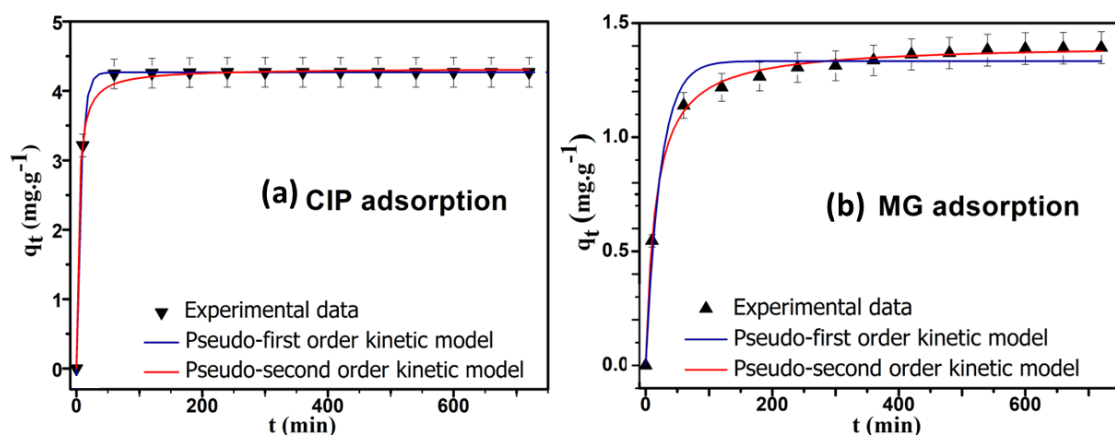 5
4
3
2
1
0
q_t (mg.g⁻¹)
(a) CIP adsorption
Experimental data
Pseudo-first order kinetic model
Pseudo-second order kinetic model
0 200 400 600
t (min)
1.5
1.0
0.5
0.0
q_t (mg.g⁻¹)
(b) MG adsorption
Experimental data
Pseudo-first order kinetic model
Pseudo-second order kinetic model
0 200 400 600
t (min)